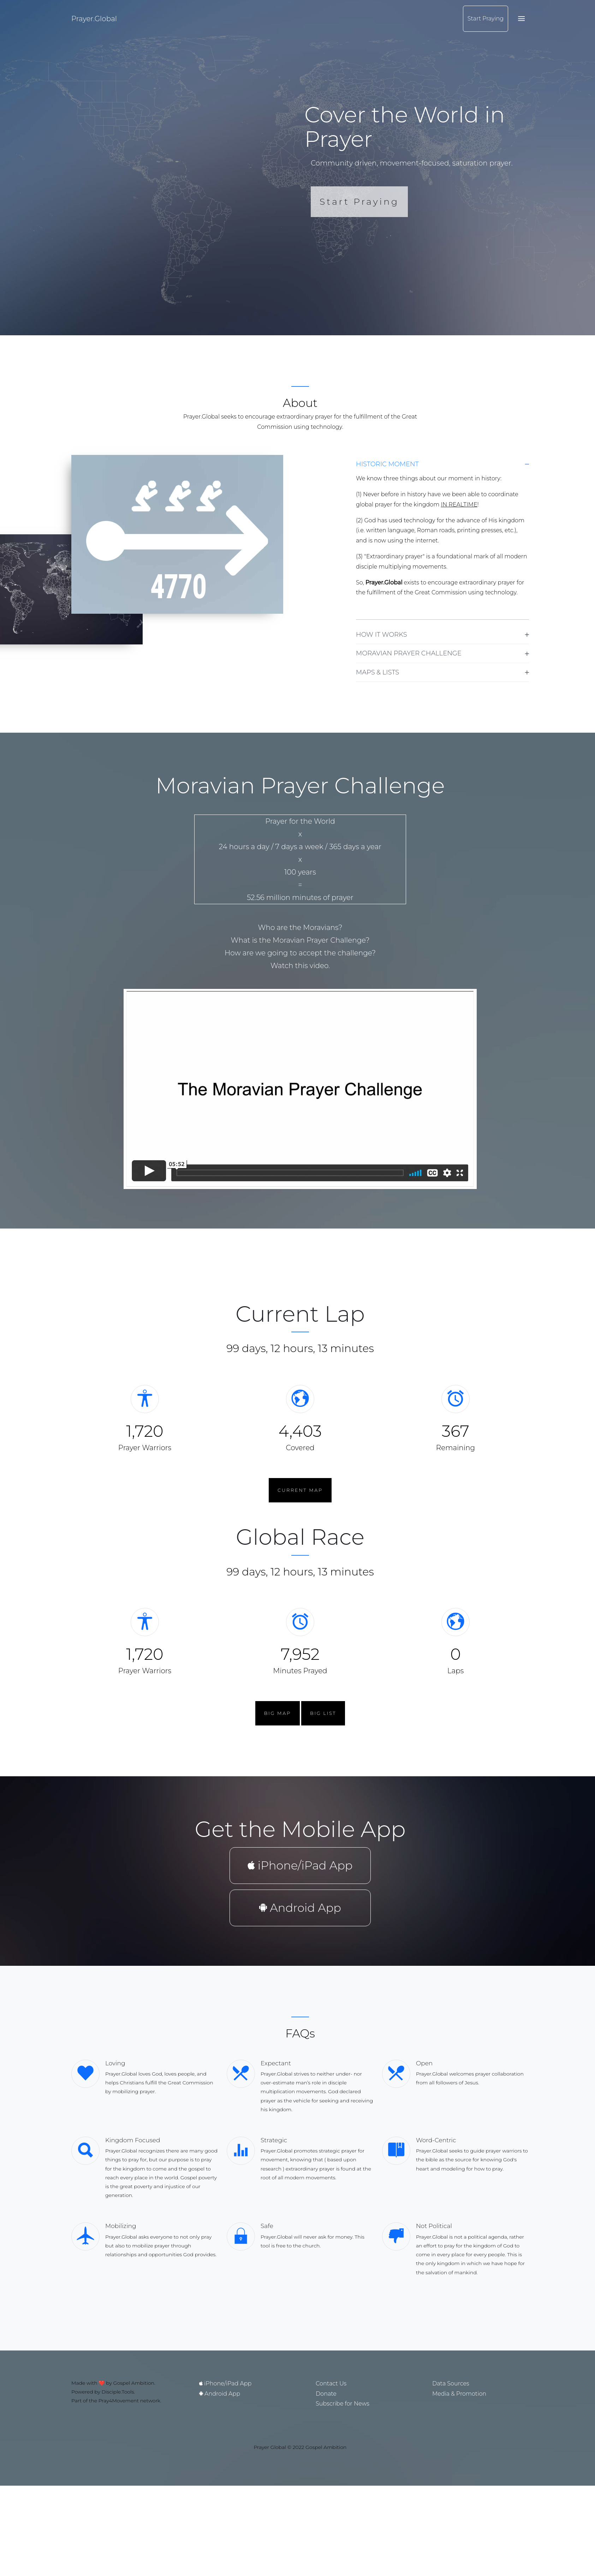 Prayer.Global
Start Praying
Cover the World in
Prayer
Community driven, movement-focused, saturation prayer.
Start Praying
About
Prayer.Global seeks to encourage extraordinary prayer for the fulfillment of the Great
Commission using technology.
4770
HISTORIC MOMENT
We know three things about our moment in history:
(1) Never before in history have we been able to coordinate
global prayer for the kingdom IN REALTIME!
(2) God has used technology for the advance of His kingdom
(i.e. written language, Roman roads, printing presses, etc.),
and is now using the internet.
(3) "Extraordinary prayer" is a foundational mark of all modern
disciple multiplying movements.
So, Prayer.Global exists to encourage extraordinary prayer for
the fulfillment of the Great Commission using technology.
HOW IT WORKS
MORAVIAN PRAYER CHALLENGE
MAPS & LISTS
Moravian Prayer Challenge
Prayer for the World
x
24 hours a day / 7 days a week / 365 days a year
x
100 years
=
52.56 million minutes of prayer
Who are the Moravians?
What is the Moravian Prayer Challenge?
How are we going to accept the challenge?
Watch this video.
The Moravian Prayer Challenge
05:52
CC
Current Lap
99 days, 12 hours, 13 minutes
1,720
Prayer Warriors
4,403
Covered
367
Remaining
CURRENT MAP
Global Race
99 days, 12 hours, 13 minutes
1,720
Prayer Warriors
7,952
Minutes Prayed
0
Laps
BIG MAP
BIG LIST
Get the Mobile App
iPhone/iPad App
Android App
FAQs
Loving
Prayer.Global loves God, loves people, and
helps Christians fulfill the Great Commission
by mobilizing prayer.
Expectant
Prayer.Global strives to neither under- nor
over-estimate man's role in disciple
multiplication movements. God declared
prayer as the vehicle for seeking and receiving
his kingdom.
Open
Prayer.Global welcomes prayer collaboration
from all followers of Jesus.
Kingdom Focused
Prayer.Global recognizes there are many good
things to pray for, but our purpose is to pray
for the kingdom to come and the gospel to
reach every place in the world. Gospel poverty
is the great poverty and injustice of our
generation.
Strategic
Prayer.Global promotes strategic prayer for
movement, knowing that ( based upon
research ) extraordinary prayer is found at the
root of all modern movements.
Word-Centric
Prayer.Global seeks to guide prayer warriors to
the bible as the source for knowing God's
heart and modeling for how to pray.
Mobilizing
Prayer.Global asks everyone to not only pray
but also to mobilize prayer through
relationships and opportunities God provides.
Safe
Prayer.Global will never ask for money. This
tool is free to the church.
Not Political
Prayer.Global is not a political agenda, rather
an effort to pray for the kingdom of God to
come in every place for every people. This is
the only kingdom in which we have hope for
the salvation of mankind.
Made with ❤️ by Gospel Ambition
Powered by Disciple.Tools
Part of the Pray4Movement network
iPhone/iPad App
Android App
Contact Us
Donate
Subscribe for News
Data Sources
Media & Promotion
Prayer Global © 2022 Gospel Ambition